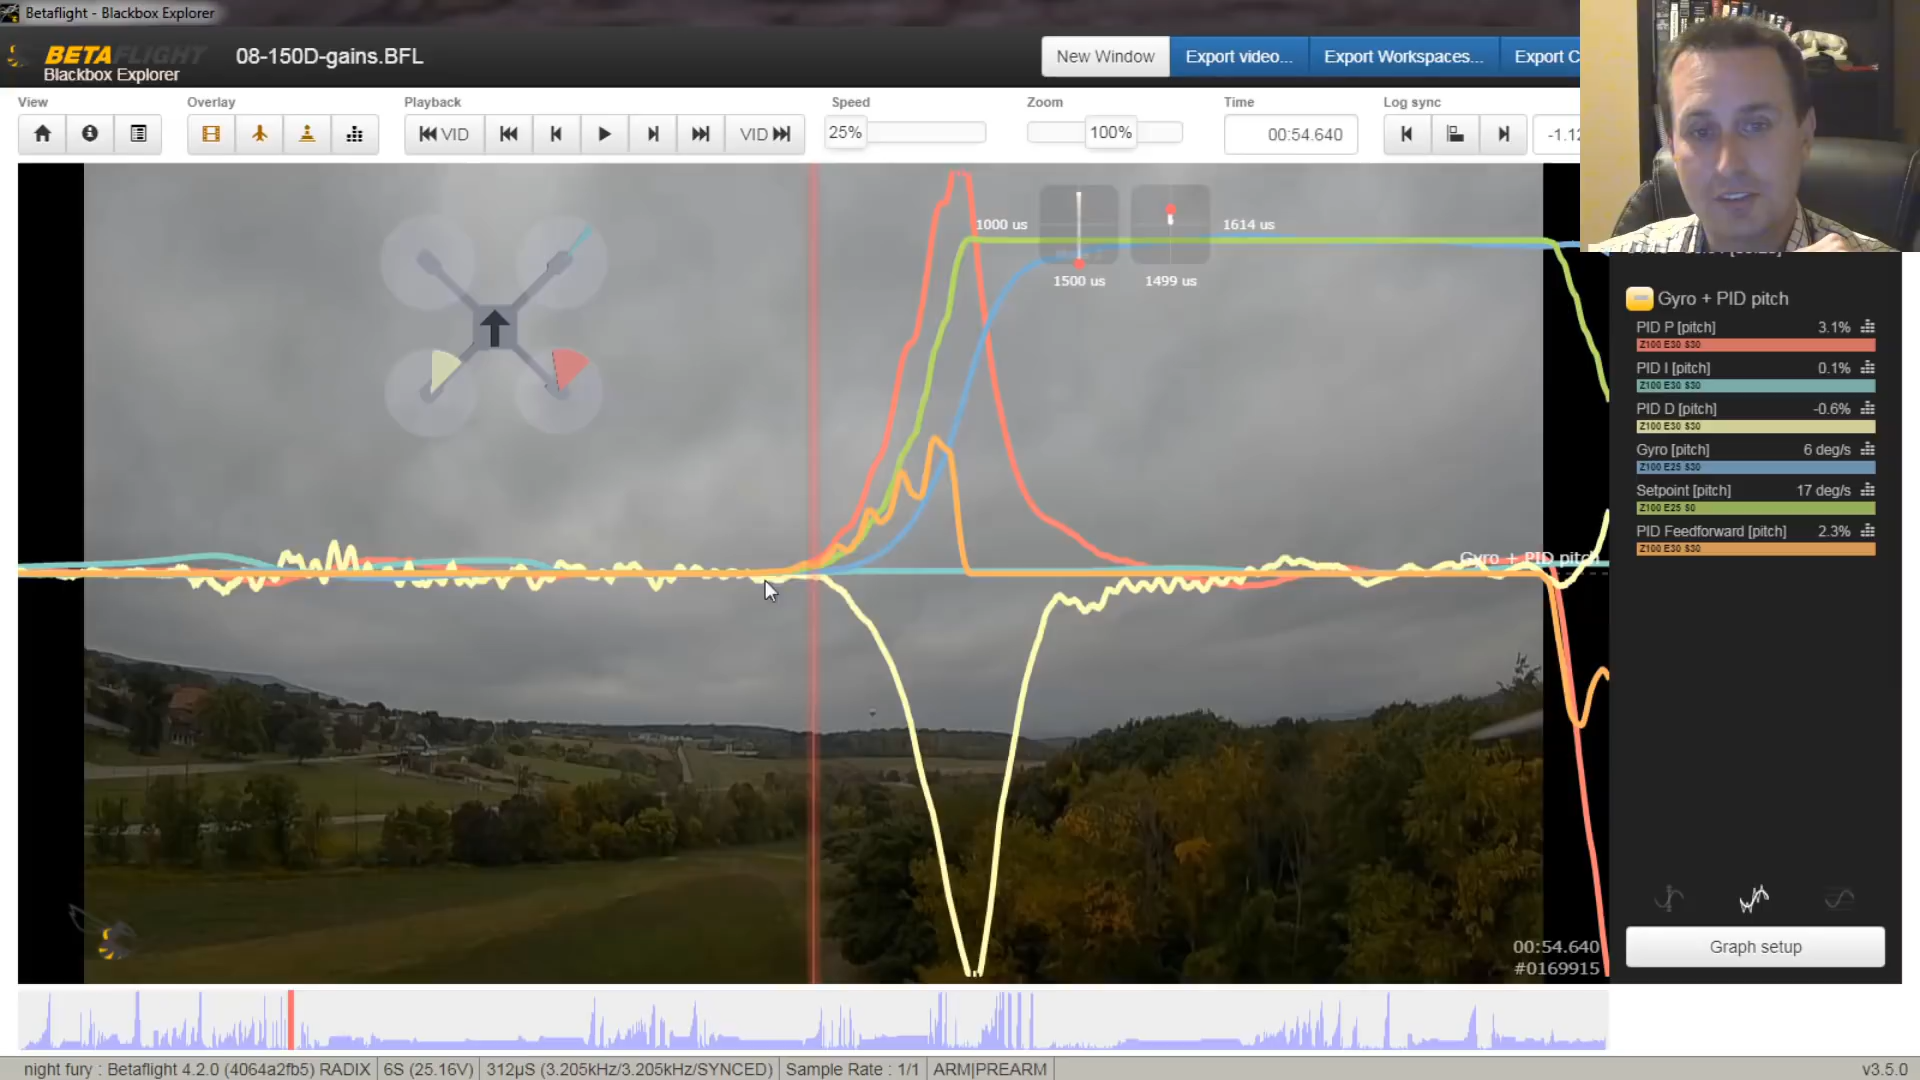 Betaflight - Blackbox Explorer
BETAFLIGHT
Blackbox Explorer
08-150D-gains.BFL
New Window
Export video...
Export Workspaces...
Export C
View
Overlay
Playback
Speed
Zoom
Time
Log sync
VID
VID
25%
100%
00:54.640
-1.12
1000 us
1614 us
1500 us
1499 us
Gyro + PID pitch
PID P [pitch] 3.1%
Z100 E30 S30
PID I [pitch] 0.1%
Z100 E30 S30
PID D [pitch] -0.6%
Z100 E30 S30
Gyro [pitch] 6 deg/s
Z100 E25 S30
Setpoint [pitch] 17 deg/s
Z100 E25 S0
PID Feedforward [pitch] 2.3%
Z100 E30 S30
Gyro + PID pitch
Graph setup
00:54.640
#0169915
night fury : Betaflight 4.2.0 (4064a2fb5) RADIX 6S (25.16V) 312µS (3.205kHz/3.205kHz/SYNCED) Sample Rate : 1/1 ARM|PREARM v3.5.0